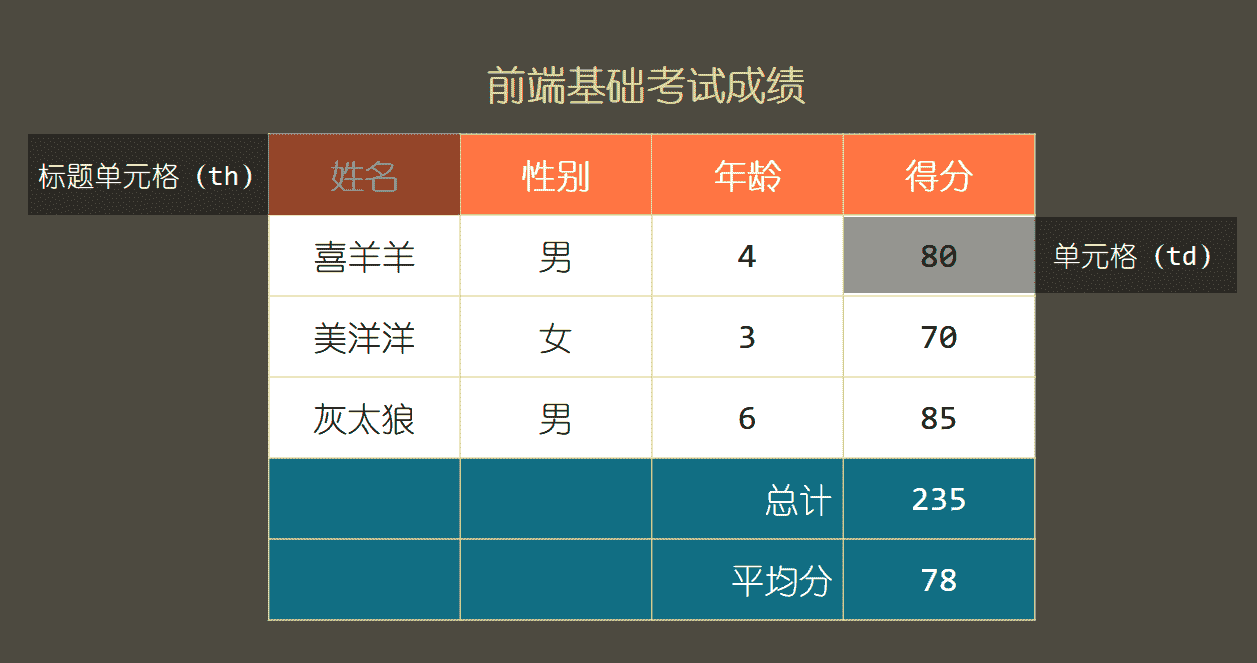 前端基础考试成绩
标题单元格 (th) 姓名 性别 年龄 得分
喜羊羊 男 4 80 单元格 (td)
美洋洋 女 3 70
灰太狼 男 6 85
总计 235
平均分 78